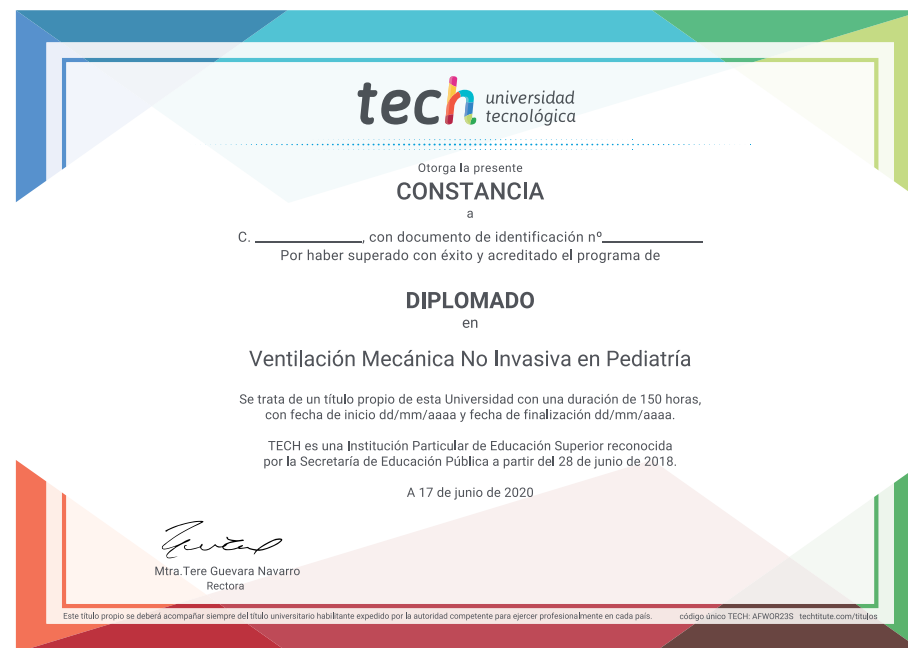 tech universidad
tecnológica
Otorga la presente
CONSTANCIA
a
C. ____________, con documento de identificación nº____________
Por haber superado con éxito y acreditado el programa de
DIPLOMADO
en
Ventilación Mecánica No Invasiva en Pediatría
Se trata de un título propio de esta Universidad con una duración de 150 horas,
con fecha de inicio dd/mm/aaaa y fecha de finalización dd/mm/aaaa.
TECH es una Institución Particular de Educación Superior reconocida
por la Secretaría de Educación Pública a partir del 28 de junio de 2018.
A 17 de junio de 2020
Mtra.Tere Guevara Navarro
Rectora
Este título propio se deberá acompañar siempre del título universitario habilitante expedido por la autoridad competente para ejercer profesionalmente en cada país. código único TECH: AFWOR23S techtitute.com/titulos